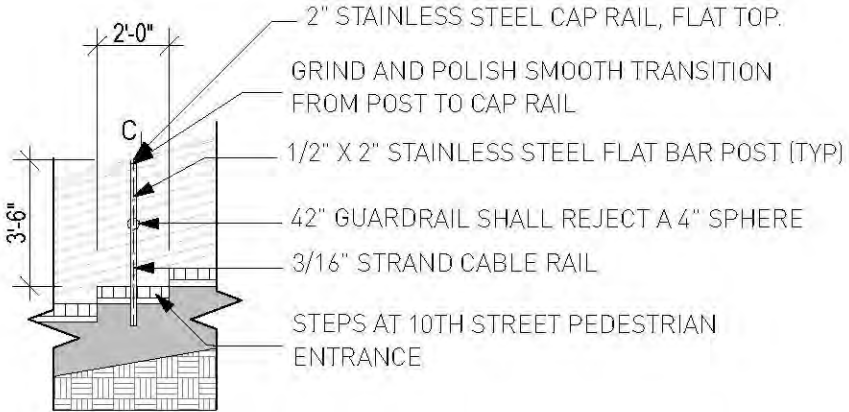 2'-0"
2" STAINLESS STEEL CAP RAIL, FLAT TOP.
GRIND AND POLISH SMOOTH TRANSITION
FROM POST TO CAP RAIL
C
1/2" X 2" STAINLESS STEEL FLAT BAR POST (TYP)
3'-6"
42" GUARDRAIL SHALL REJECT A 4" SPHERE
3/16" STRAND CABLE RAIL
STEPS AT 10TH STREET PEDESTRIAN
ENTRANCE